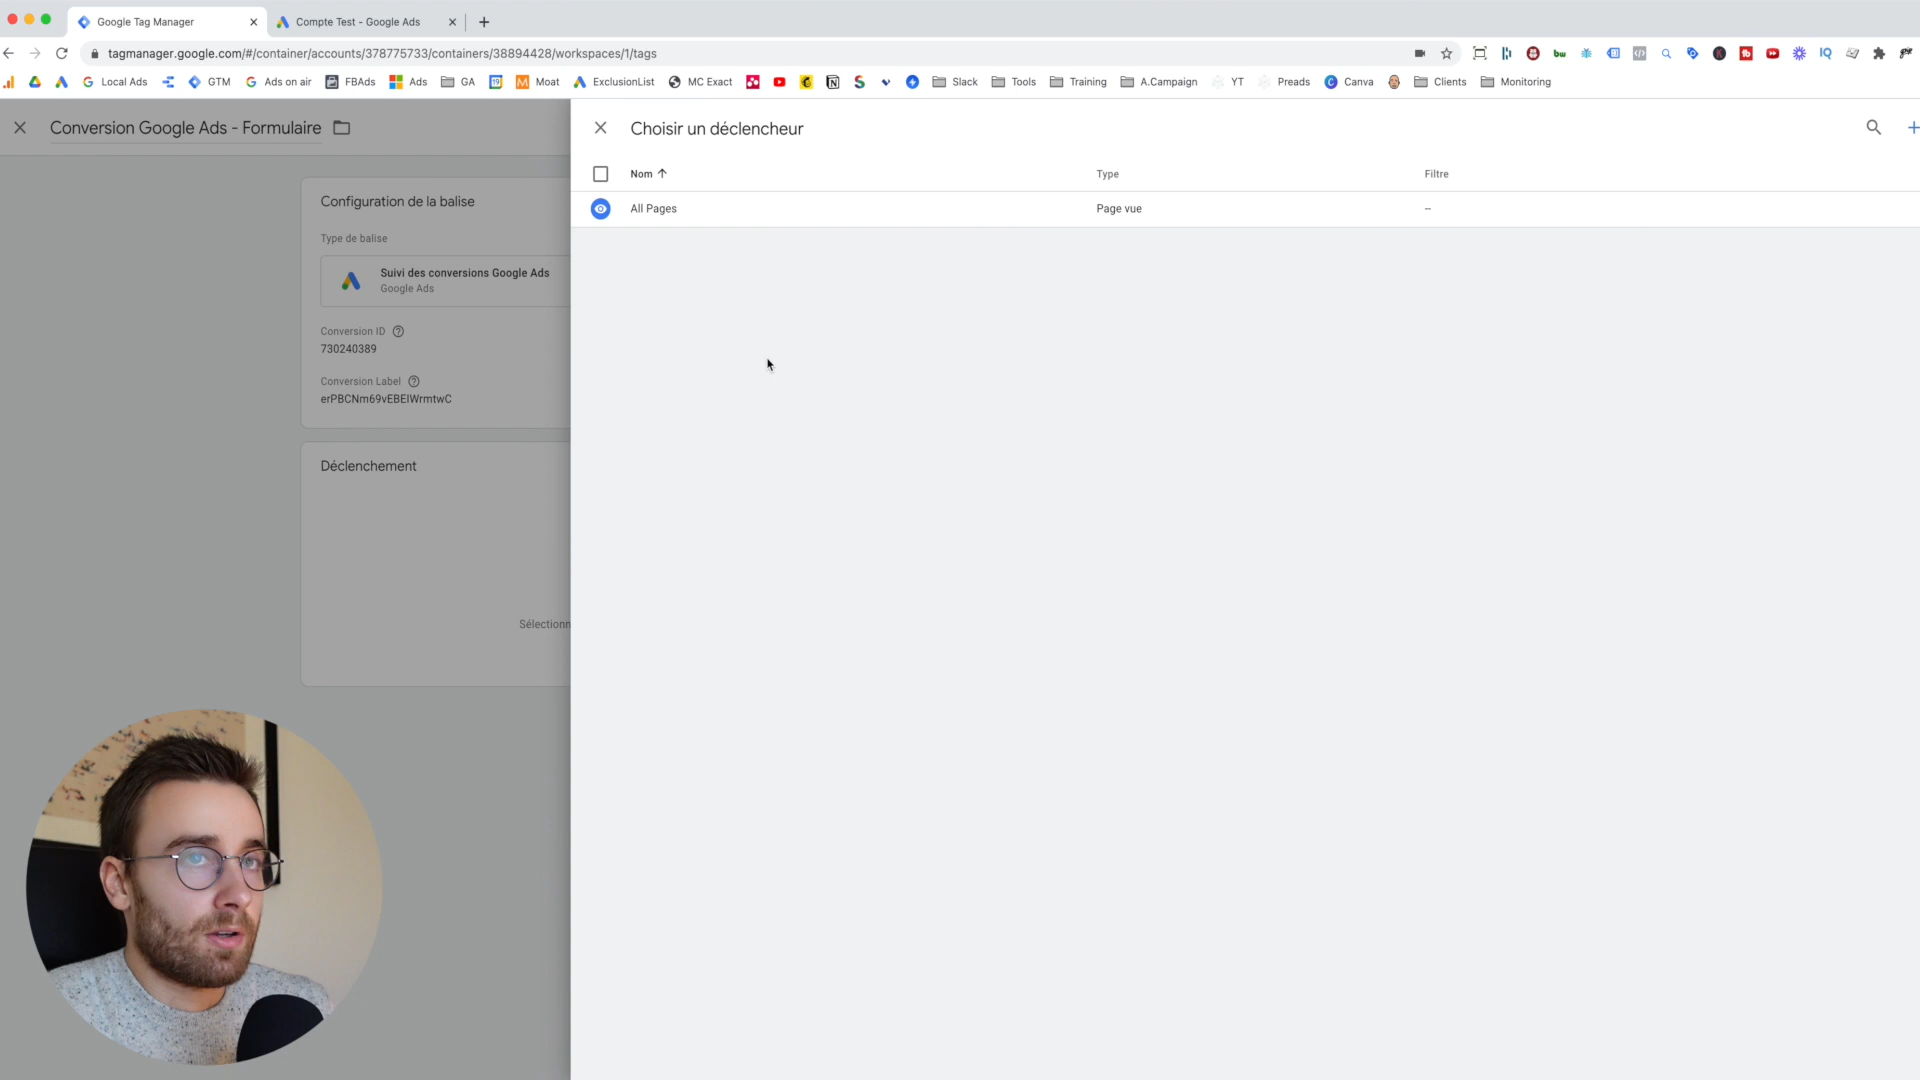 Google Tag Manager
Compte Test - Google Ads
tagmanager.google.com/#/container/accounts/378775733/containers/38894428/workspaces/1/tags
Local Ads GTM Ads on air FBAds Ads GA Moat ExclusionList MC Exact Slack Tools Training A.Campaign YT Preads Canva Clients Monitoring
Conversion Google Ads - Formulaire
Choisir un déclencheur
Nom Type Filtre
All Pages Page vue --
Configuration de la balise
Type de balise
Suivi des conversions Google Ads
Google Ads
Conversion ID
730240389
Conversion Label
erPBCNm69vEBEIWrmtwC
Déclenchement
Sélectionn